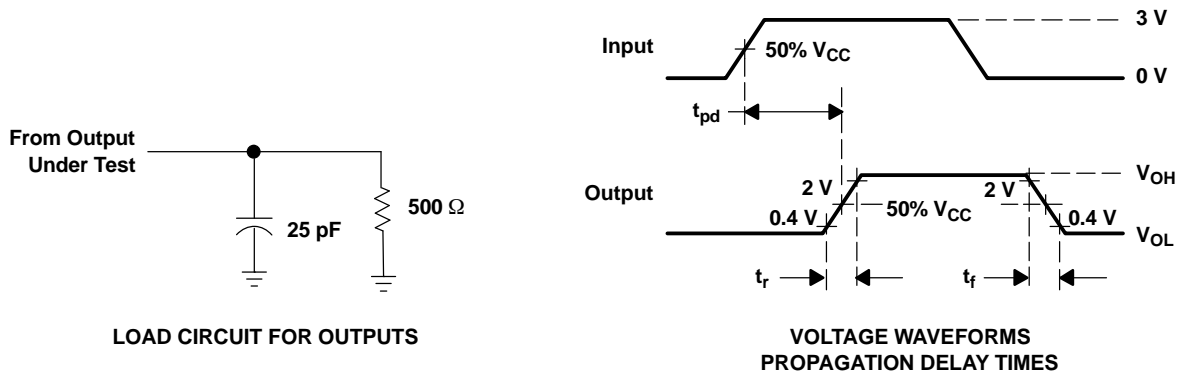 From Output
Under Test
25 pF
500 Ω
LOAD CIRCUIT FOR OUTPUTS
Input
50% VCC
3 V
0 V
tpd
Output
2 V
0.4 V
50% VCC
2 V
0.4 V
VOH
VOL
tr
tf
VOLTAGE WAVEFORMS
PROPAGATION DELAY TIMES